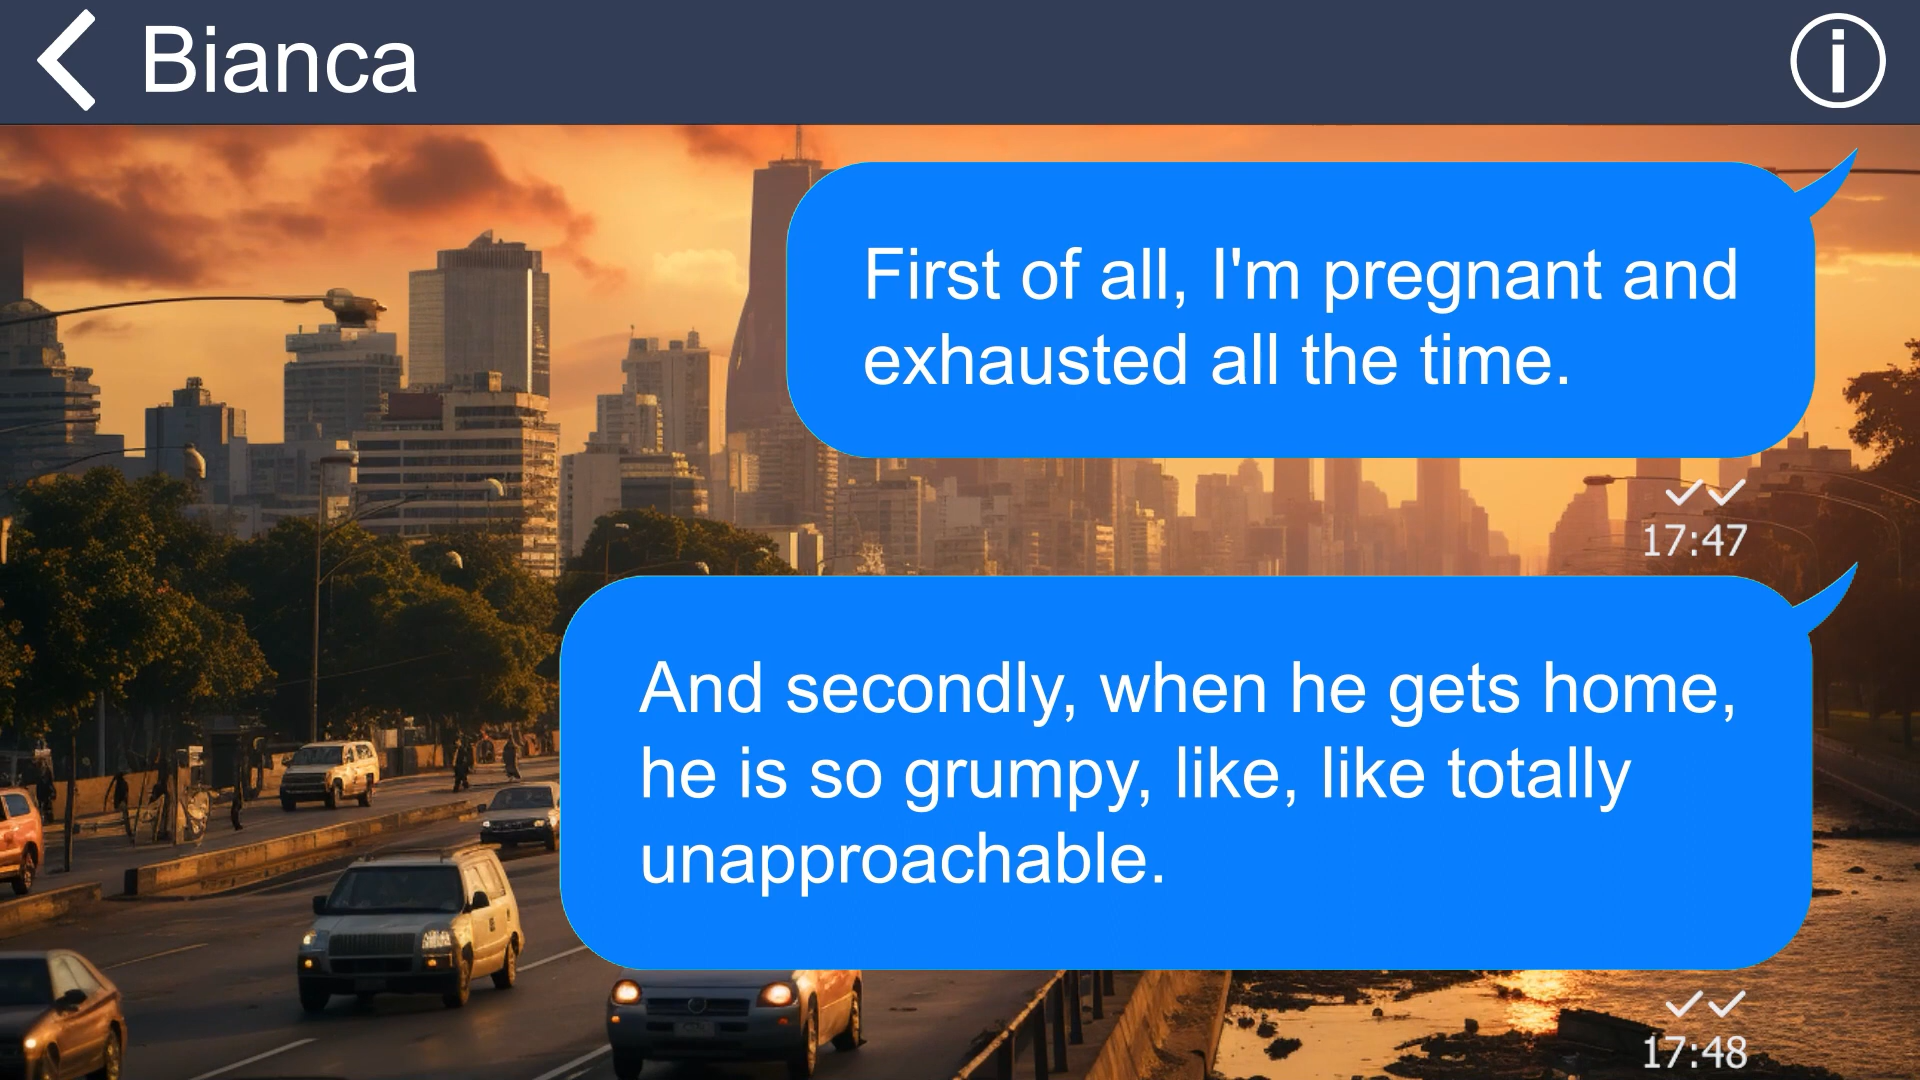 Bianca
First of all, I'm pregnant and
exhausted all the time.
17:47
And secondly, when he gets home,
he is so grumpy, like, like totally
unapproachable.
17:48